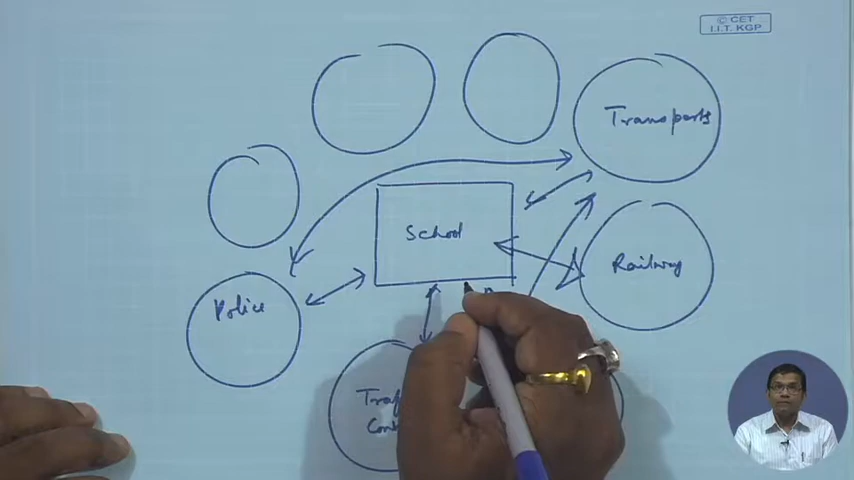 © CET
I.I.T. KGP
Transports
School
Railway
Police